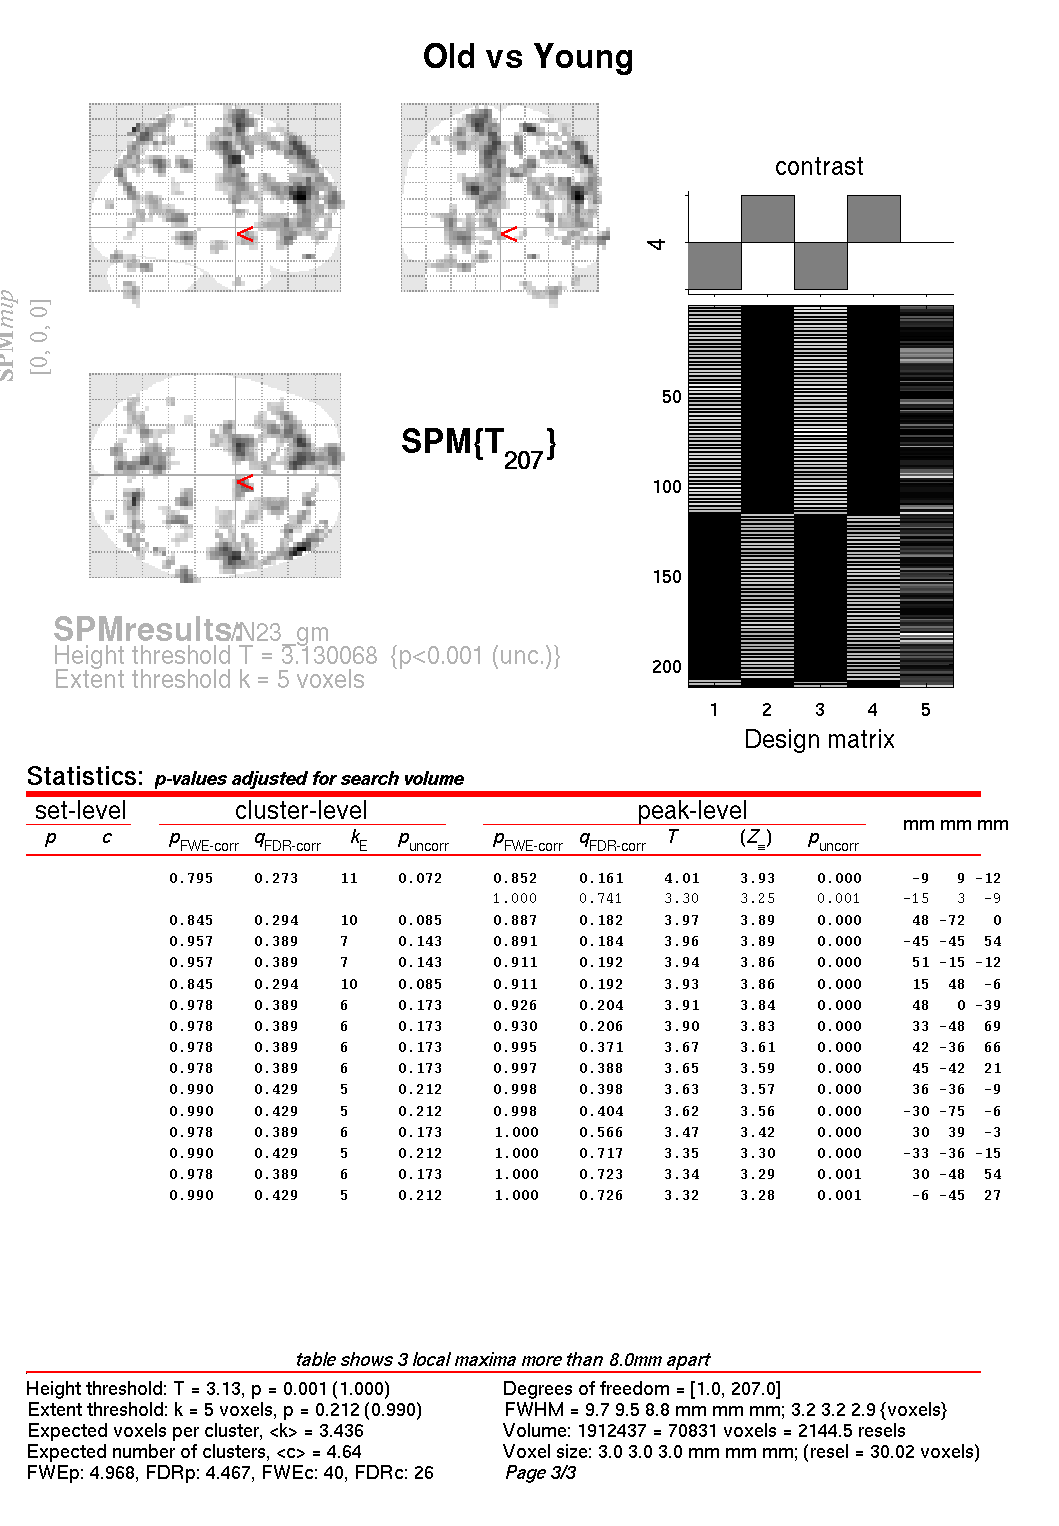 Old vs Young
contrast
4
SPMmip
[0, 0, 0]
<
<
<
SPM{T207}
50
100
150
200
1 2 3 4 5
Design matrix
SPMresults: ./N23_gm
Height threshold T = 3.130068 {p<0.001 (unc.)}
Extent threshold k = 5 voxels
Statistics: p-values adjusted for search volume
set-level cluster-level peak-level mm mm mm
p c pFWE-corr qFDR-corr kE puncorr pFWE-corr qFDR-corr T (Z≡) puncorr
0.795 0.273 11 0.072 0.852 0.161 4.01 3.93 0.000 -9 9 -12
1.000 0.741 3.30 3.25 0.001 -15 3 -9
0.845 0.294 10 0.085 0.887 0.182 3.97 3.89 0.000 48 -72 0
0.957 0.389 7 0.143 0.891 0.184 3.96 3.89 0.000 -45 -45 54
0.957 0.389 7 0.143 0.911 0.192 3.94 3.86 0.000 51 -15 -12
0.845 0.294 10 0.085 0.911 0.192 3.93 3.86 0.000 15 48 -6
0.978 0.389 6 0.173 0.926 0.204 3.91 3.84 0.000 48 0 -39
0.978 0.389 6 0.173 0.930 0.206 3.90 3.83 0.000 33 -48 69
0.978 0.389 6 0.173 0.995 0.371 3.67 3.61 0.000 42 -36 66
0.978 0.389 6 0.173 0.997 0.388 3.65 3.59 0.000 45 -42 21
0.990 0.429 5 0.212 0.998 0.398 3.63 3.57 0.000 36 -36 -9
0.990 0.429 5 0.212 0.998 0.404 3.62 3.56 0.000 -30 -75 -6
0.978 0.389 6 0.173 1.000 0.566 3.47 3.42 0.000 30 39 -3
0.990 0.429 5 0.212 1.000 0.717 3.35 3.30 0.000 -33 -36 -15
0.978 0.389 6 0.173 1.000 0.723 3.34 3.29 0.001 30 -48 54
0.990 0.429 5 0.212 1.000 0.726 3.32 3.28 0.001 -6 -45 27
table shows 3 local maxima more than 8.0mm apart
Height threshold: T = 3.13, p = 0.001 (1.000)
Extent threshold: k = 5 voxels, p = 0.212 (0.990)
Expected voxels per cluster, <k> = 3.436
Expected number of clusters, <c> = 4.64
FWEp: 4.968, FDRp: 4.467, FWEc: 40, FDRc: 26
Degrees of freedom = [1.0, 207.0]
FWHM = 9.7 9.5 8.8 mm mm mm; 3.2 3.2 2.9 {voxels}
Volume: 1912437 = 70831 voxels = 2144.5 resels
Voxel size: 3.0 3.0 3.0 mm mm mm; (resel = 30.02 voxels)
Page 3/3